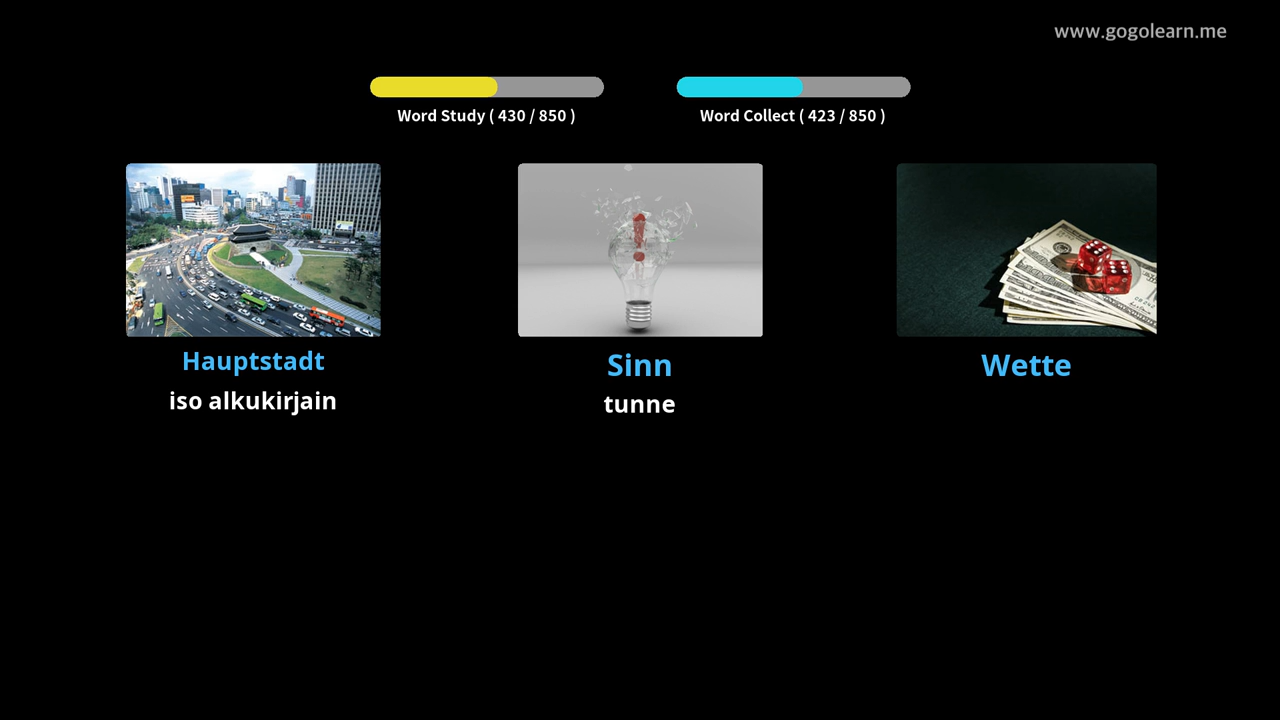 www.gogolearn.me
Word Study ( 430 / 850 )
Word Collect ( 423 / 850 )
Hauptstadt
iso alkukirjain
Sinn
tunne
Wette